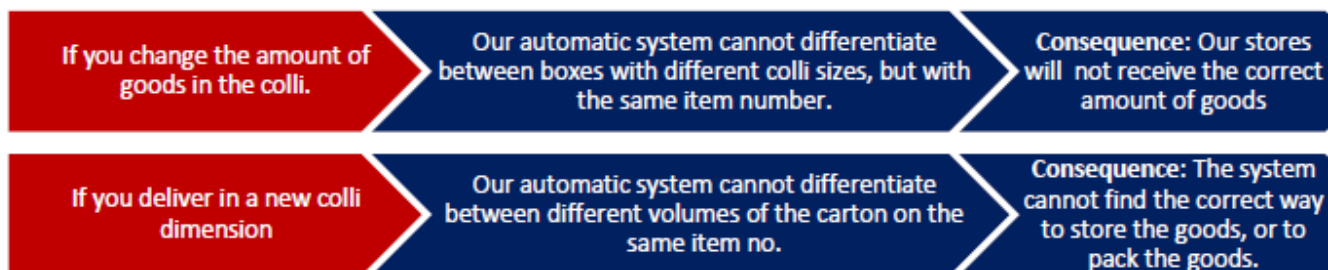 If you change the amount of
goods in the colli.
Our automatic system cannot differentiate
between boxes with different colli sizes, but with
the same item number.
Consequence: Our stores
will not receive the correct
amount of goods
If you deliver in a new colli
dimension
Our automatic system cannot differentiate
between different volumes of the carton on the
same item no.
Consequence: The system
cannot find the correct way
to store the goods, or to
pack the goods.